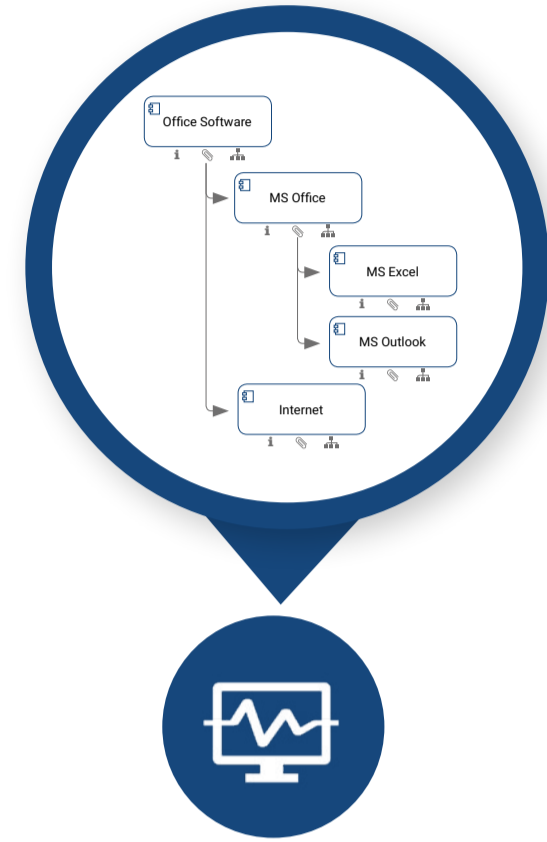 Office Software
MS Office
MS Excel
MS Outlook
Internet